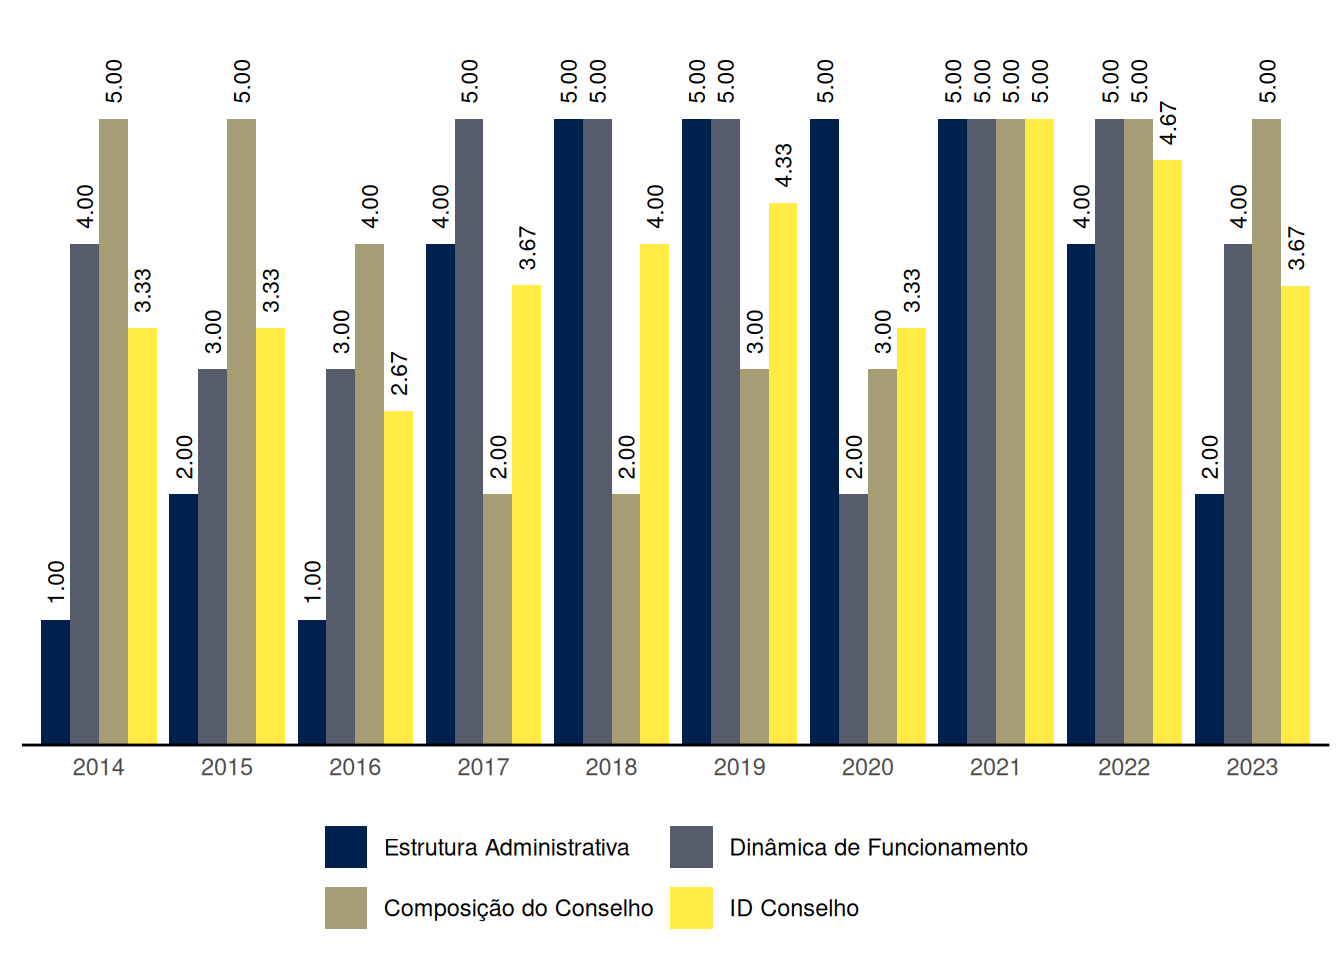 1.00 4.00 5.00 3.33 2.00 3.00 5.00 3.33 1.00 3.00 4.00 2.67 4.00 5.00 2.00 3.67 5.00 5.00 2.00 4.00 5.00 5.00 3.00 4.33 5.00 2.00 3.00 3.33 5.00 5.00 5.00 5.00 4.00 5.00 5.00 4.67 2.00 4.00 5.00 3.67
2014 2015 2016 2017 2018 2019 2020 2021 2022 2023
Estrutura Administrativa Dinâmica de Funcionamento
Composição do Conselho ID Conselho